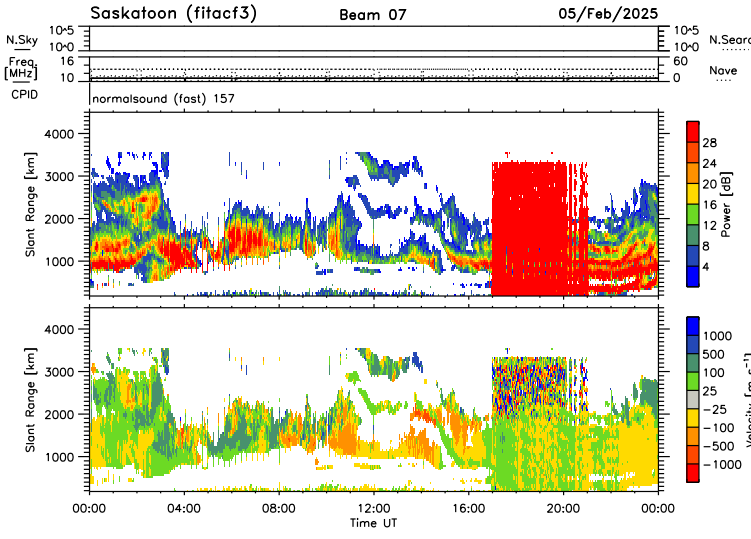 Saskatoon (fitacf3) Beam 07 05/Feb/2025
N.Sky 10^5 10^0 10^5 10^0 N.Sear
Freq. [MHz] 16 10 60 0 Nave
CPID normalsound (fast) 157
Slant Range [km] 4000 3000 2000 1000
28 24 20 16 12 8 4 Power [dB]
Slant Range [km] 4000 3000 2000 1000
1000 500 100 25 -25 -100 -500 -1000 Velocity [m s⁻¹]
00:00 04:00 08:00 12:00 16:00 20:00 00:00
Time UT